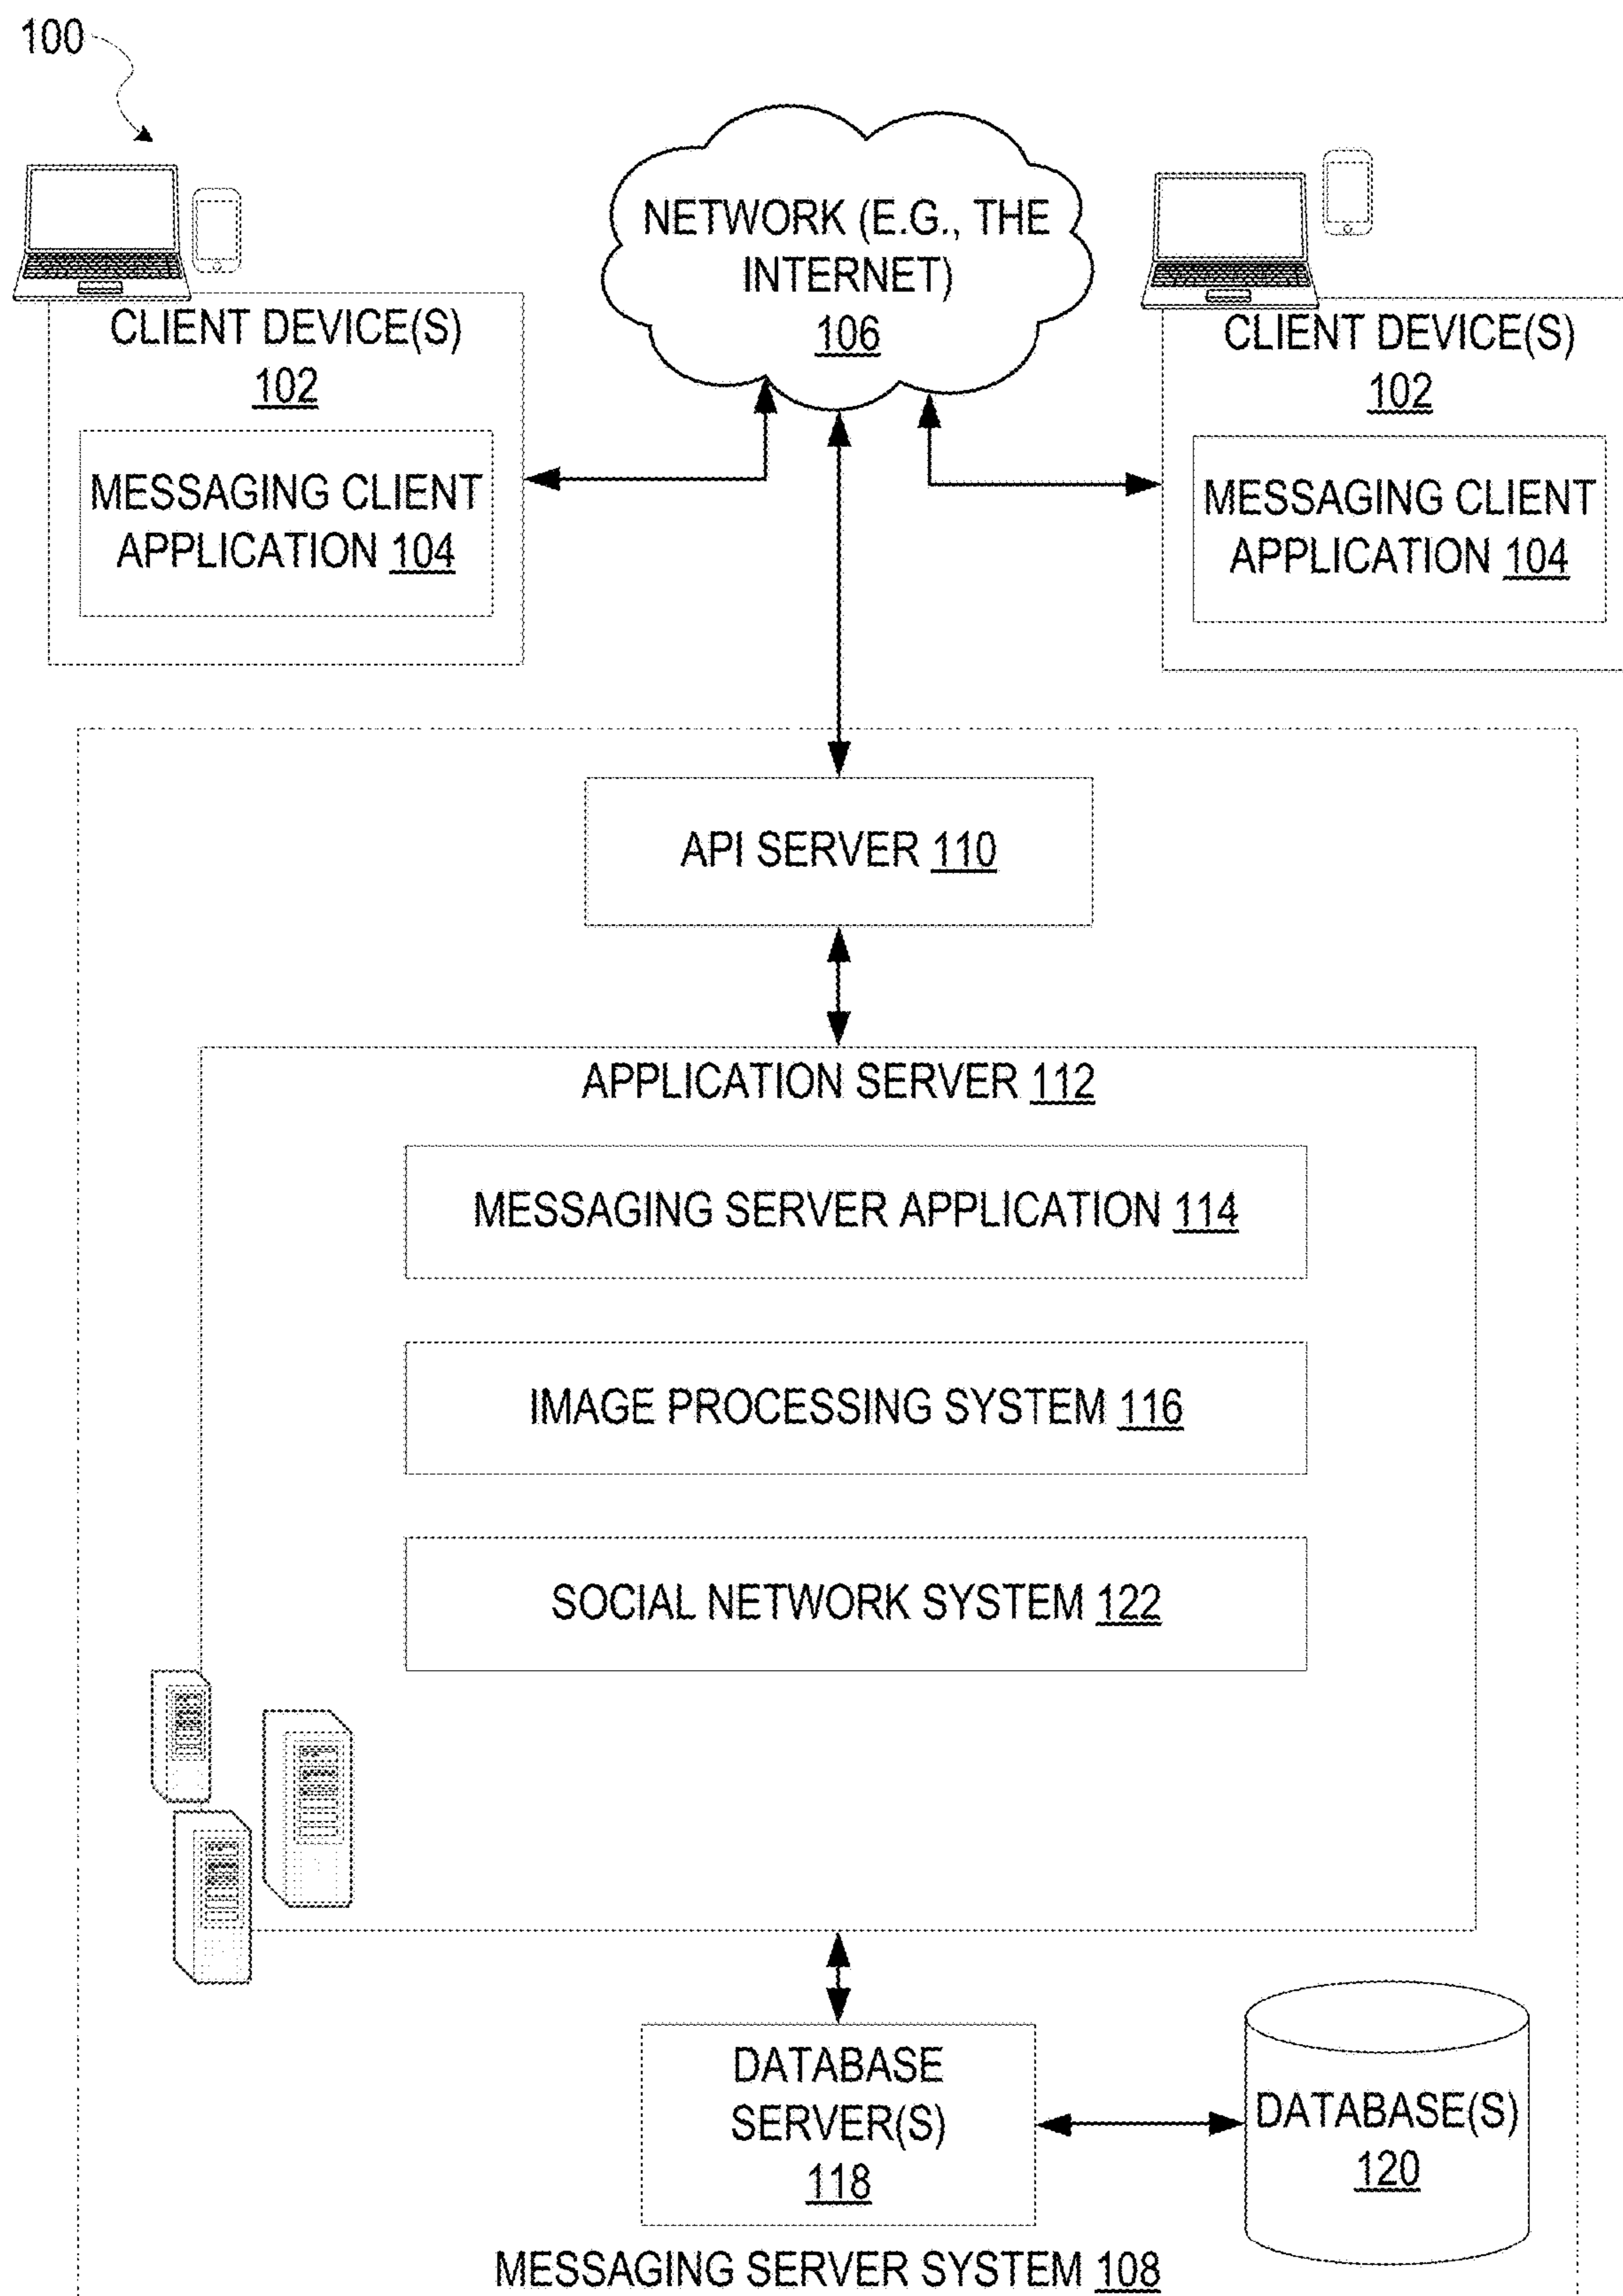 100
NETWORK (E.G., THE
INTERNET)
106
CLIENT DEVICE(S)
102
MESSAGING CLIENT
APPLICATION 104
CLIENT DEVICE(S)
102
MESSAGING CLIENT
APPLICATION 104
API SERVER 110
APPLICATION SERVER 112
MESSAGING SERVER APPLICATION 114
IMAGE PROCESSING SYSTEM 116
SOCIAL NETWORK SYSTEM 122
DATABASE
SERVER(S)
118
DATABASE(S)
120
MESSAGING SERVER SYSTEM 108